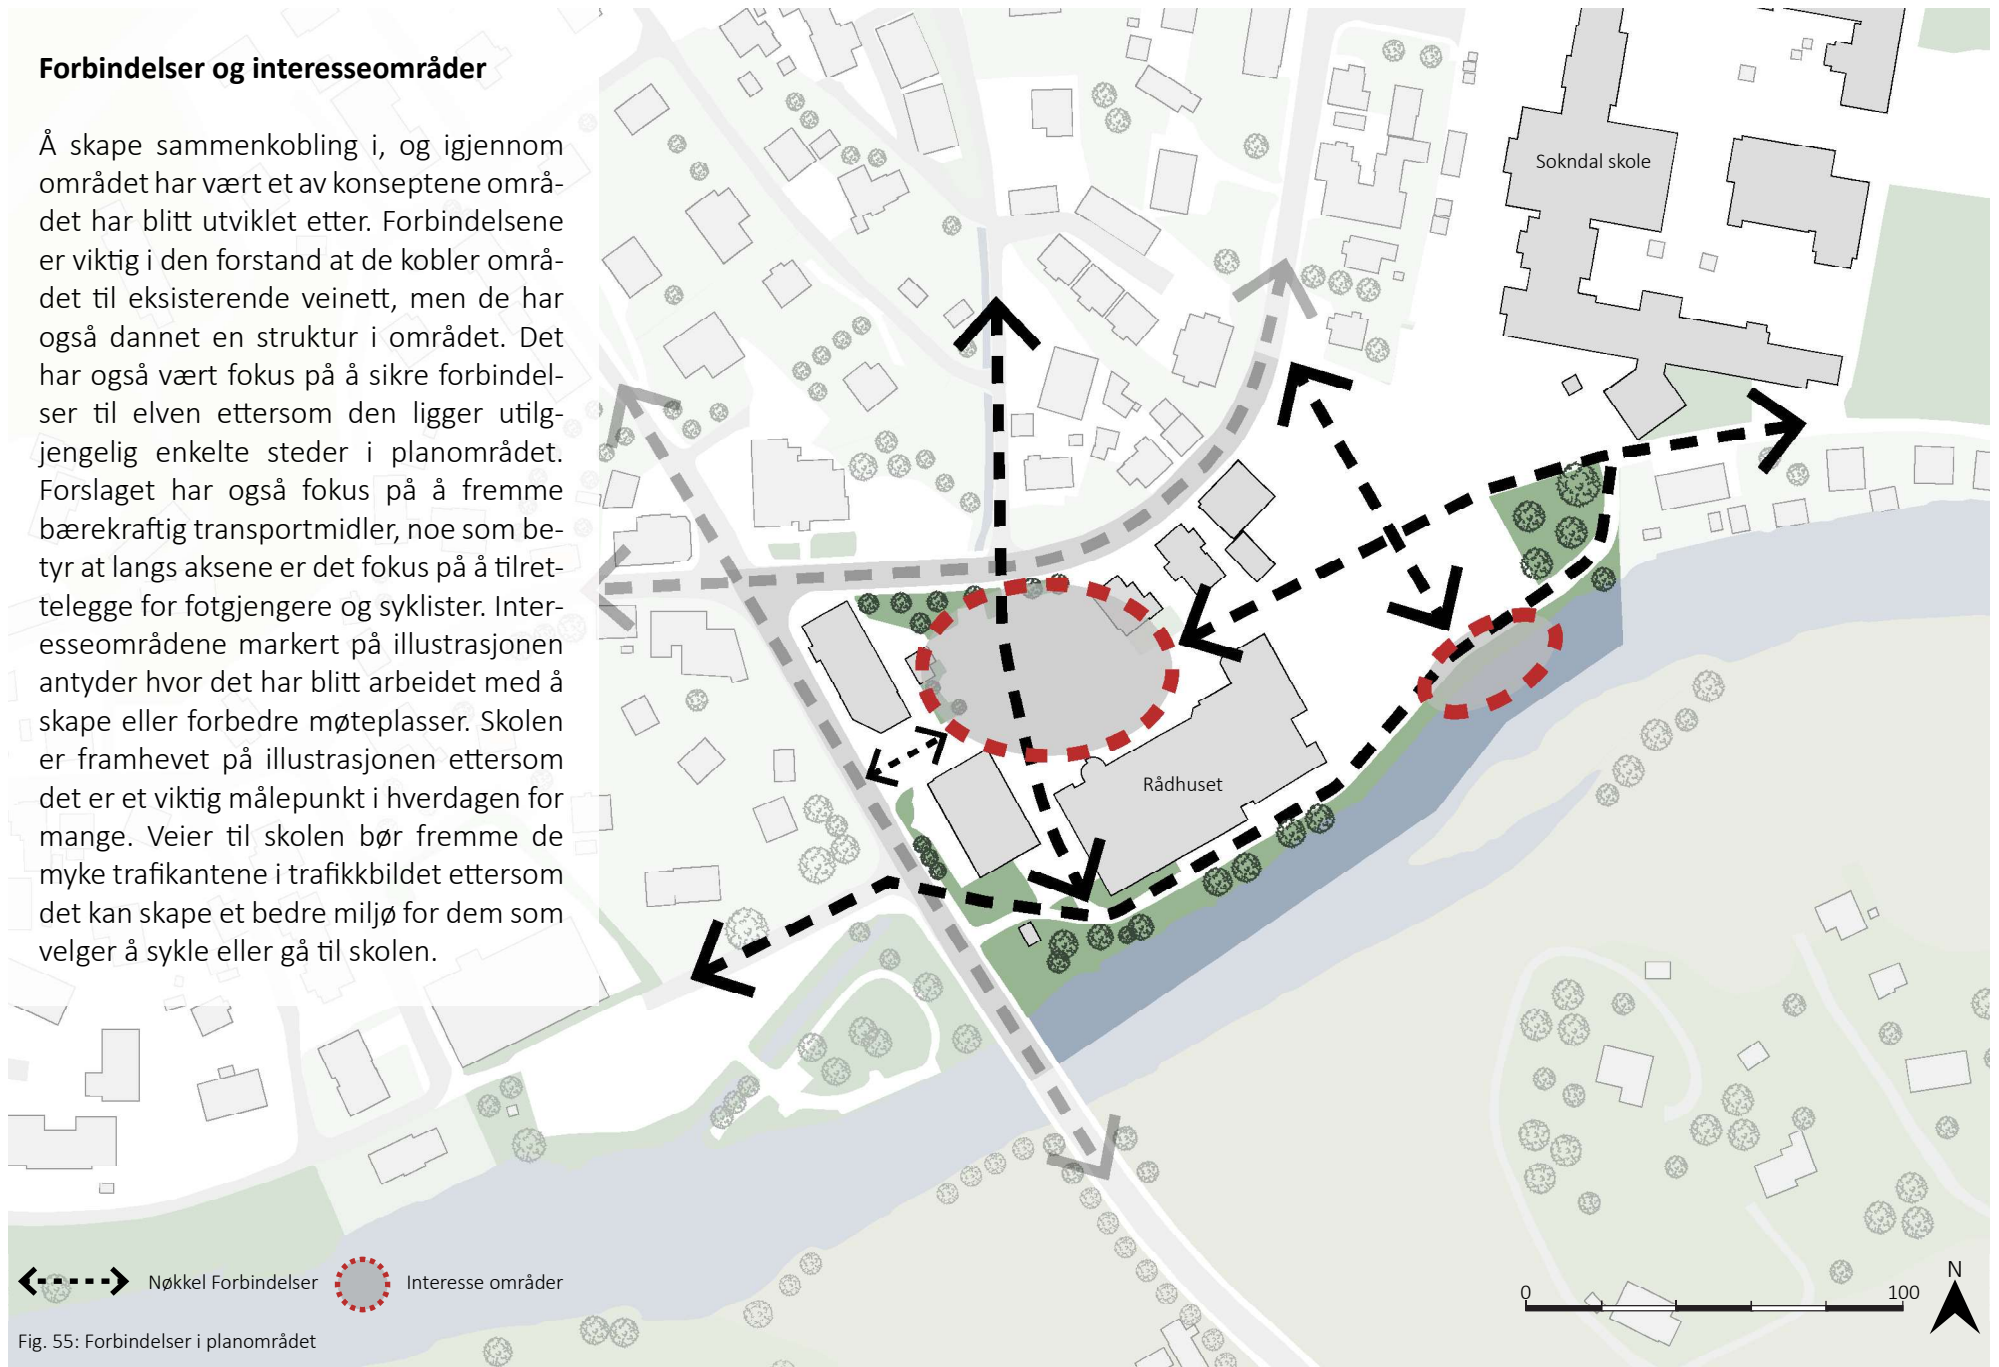 Forbindelser og interesseområder
Å skape sammenkobling i, og igjennom
området har vært et av konseptene områ-
det har blitt utviklet etter. Forbindelsene
er viktig i den forstand at de kobler områ-
det til eksisterende veinett, men de har
også dannet en struktur i området. Det
har også vært fokus på å sikre forbindel-
ser til elven ettersom den ligger utilg-
jengelig enkelte steder i planområdet.
Forslaget har også fokus på å fremme
bærekraftig transportmidler, noe som be-
tyr at langs aksene er det fokus på å tilret-
telegge for fotgjengere og syklister. Inter-
esseområdene markert på illustrasjonen
antyder hvor det har blitt arbeidet med å
skape eller forbedre møteplasser. Skolen
er framhevet på illustrasjonen ettersom
det er et viktig målepunkt i hverdagen for
mange. Veier til skolen bør fremme de
myke trafikantene i trafikkbildet ettersom
det kan skape et bedre miljø for dem som
velger å sykle eller gå til skolen.
Sokndal skole
Rådhuset
Nøkkel Forbindelser
Interesse områder
0
100
N
Fig. 55: Forbindelser i planområdet